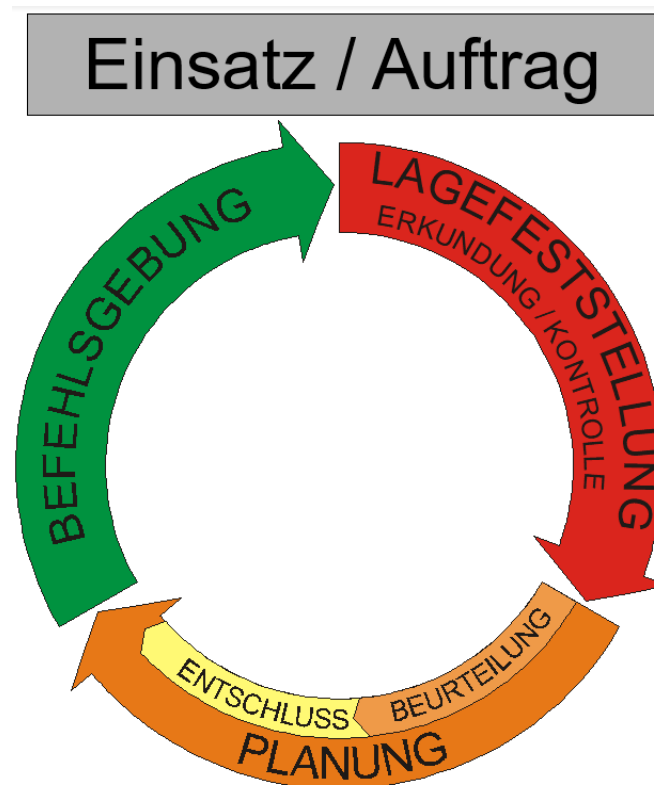 Einsatz / Auftrag
LAGEFESTSTELLUNG
ERKUNDUNG / KONTROLLE
PLANUNG
BEURTEILUNG
ENTSCHLUSS
BEFEHLSGEBUNG